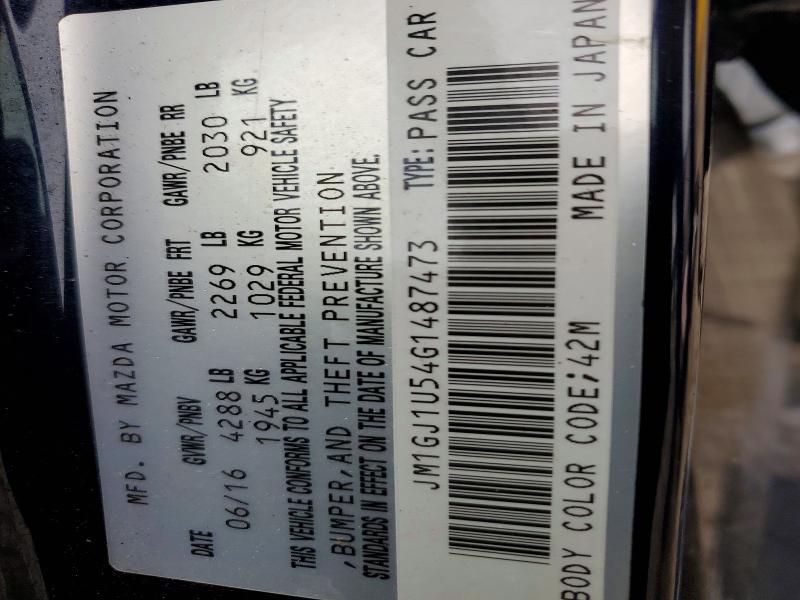 MFD. BY MAZDA MOTOR CORPORATION
DATE GVWR/PNBV GAWR/PNBE FRT GAWR/PNBE RR
06/16 4288 LB 2269 LB 2030 LB
1945 KG 1029 KG 921 KG
THIS VEHICLE CONFORMS TO ALL APPLICABLE FEDERAL MOTOR VEHICLE SAFETY
,BUMPER,AND THEFT PREVENTION
STANDARDS IN EFFECT ON THE DATE OF MANUFACTURE SHOWN ABOVE.
JM1GJ1U54G1487473 TYPE: PASS CAR
BODY COLOR CODE;42M MADE IN JAPAN